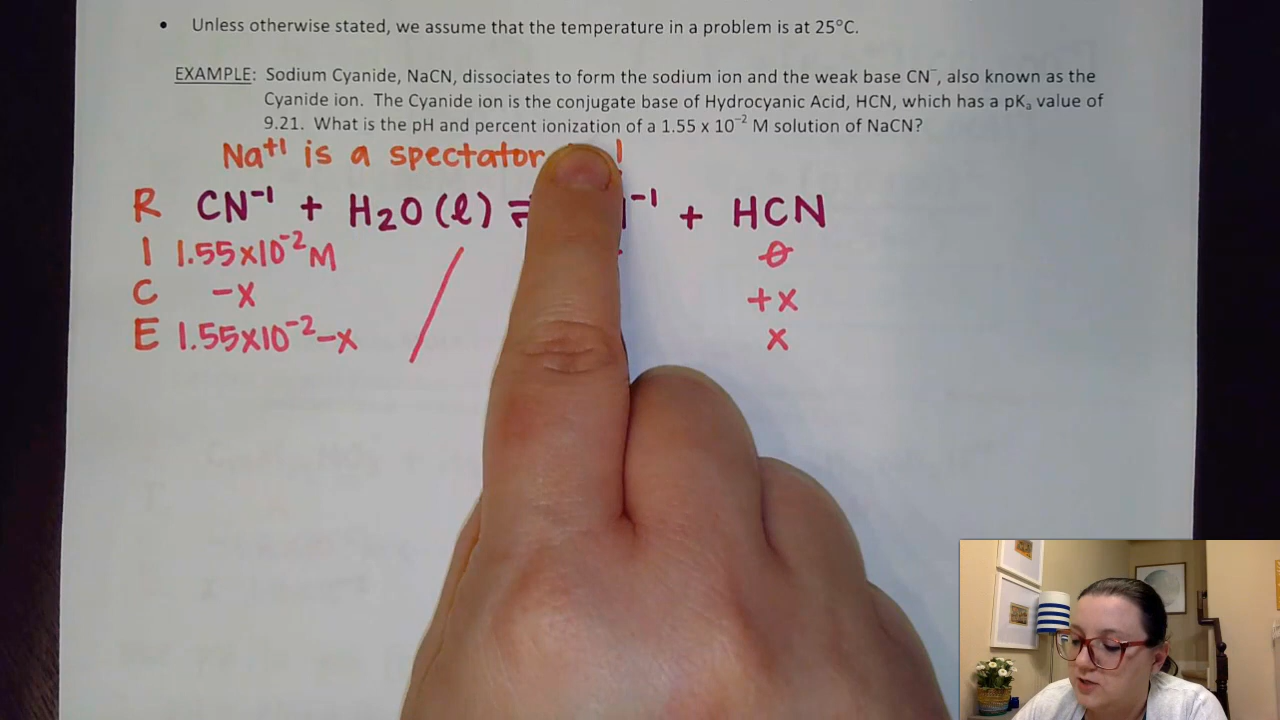 • Unless otherwise stated, we assume that the temperature in a problem is at 25°C.
EXAMPLE: Sodium Cyanide, NaCN, dissociates to form the sodium ion and the weak base CN⁻, also known as the
Cyanide ion. The Cyanide ion is the conjugate base of Hydrocyanic Acid, HCN, which has a pKₐ value of
9.21. What is the pH and percent ionization of a 1.55 x 10⁻² M solution of NaCN?
Na⁺¹ is a spectator !
R CN⁻¹ + H₂O (l) ⇌ ⁻¹ + HCN
I 1.55x10⁻² M 0
C -x +x
E 1.55x10⁻²-x x